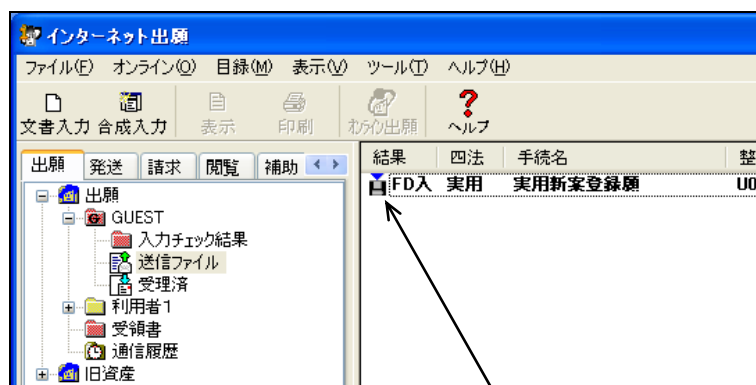 インターネット出願
ファイル(F) オンライン(O) 目録(M) 表示(V) ツール(T) ヘルプ(H)
文書入力 合成入力 表示 印刷 オンライン出願 ヘルプ
出願 発送 請求 閲覧 補助
結果 四法 手続名 整
FD入 実用 実用新案登録願 U0
出願
GUEST
入力チェック結果
送信ファイル
受理済
利用者1
受領書
通信履歴
旧資産